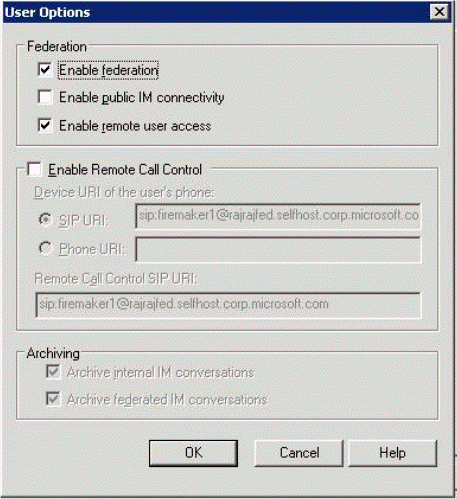 User Options
Federation
Enable federation
Enable public IM connectivity
Enable remote user access
Enable Remote Call Control
Device URI of the user's phone:
SIP URI: sip:firemaker1@rajrajfed.selfhost.corp.microsoft.co
Phone URI:
Remote Call Control SIP URI:
sip:firemaker1@rajrajfed.selfhost.corp.microsoft.com
Archiving
Archive internal IM conversations
Archive federated IM conversations
OK Cancel Help